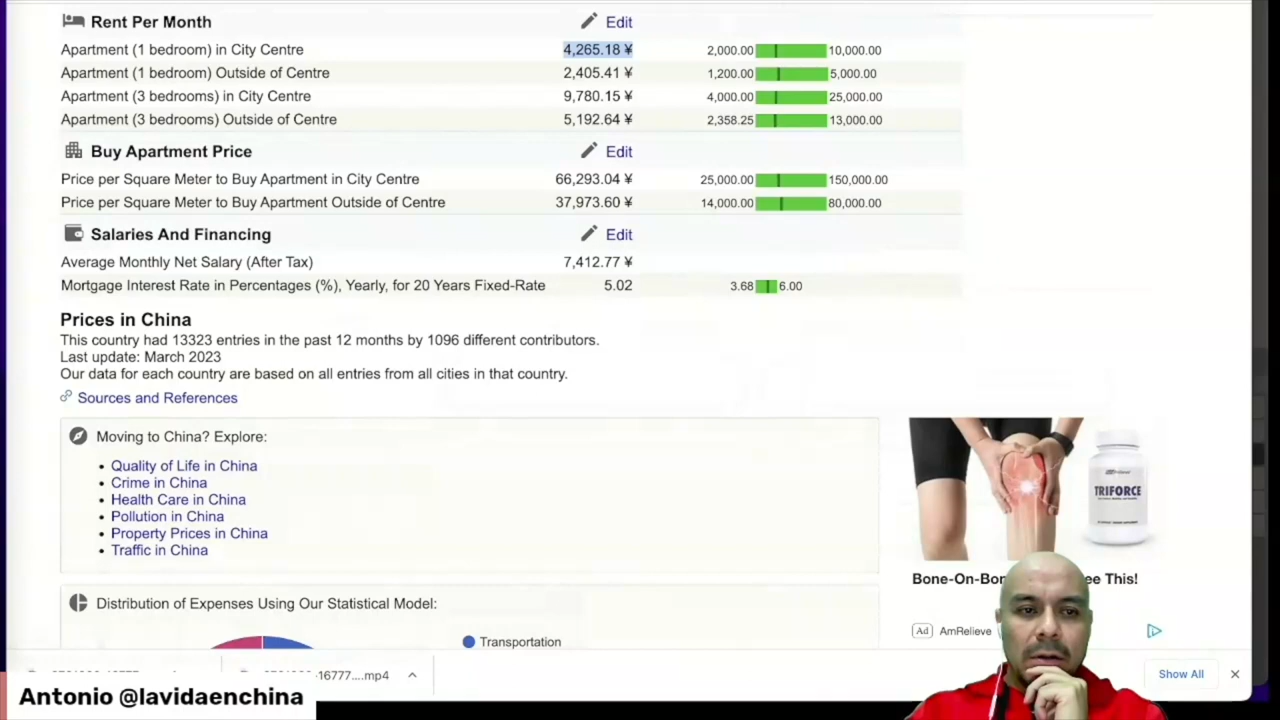 Rent Per Month Edit
Apartment (1 bedroom) in City Centre 4,265.18 ¥ 2,000.00 10,000.00
Apartment (1 bedroom) Outside of Centre 2,405.41 ¥ 1,200.00 5,000.00
Apartment (3 bedrooms) in City Centre 9,780.15 ¥ 4,000.00 25,000.00
Apartment (3 bedrooms) Outside of Centre 5,192.64 ¥ 2,358.25 13,000.00
Buy Apartment Price Edit
Price per Square Meter to Buy Apartment in City Centre 66,293.04 ¥ 25,000.00 150,000.00
Price per Square Meter to Buy Apartment Outside of Centre 37,973.60 ¥ 14,000.00 80,000.00
Salaries And Financing Edit
Average Monthly Net Salary (After Tax) 7,412.77 ¥
Mortgage Interest Rate in Percentages (%), Yearly, for 20 Years Fixed-Rate 5.02 3.68 6.00
Prices in China
This country had 13323 entries in the past 12 months by 1096 different contributors.
Last update: March 2023
Our data for each country are based on all entries from all cities in that country.
Sources and References
Moving to China? Explore:
• Quality of Life in China
• Crime in China
• Health Care in China
• Pollution in China
• Property Prices in China
• Traffic in China
TRIFORCE
Bone-On-Bon ee This!
Ad AmRelieve
Distribution of Expenses Using Our Statistical Model:
Transportation
16777....mp4
Show All
Antonio @lavidaenchina